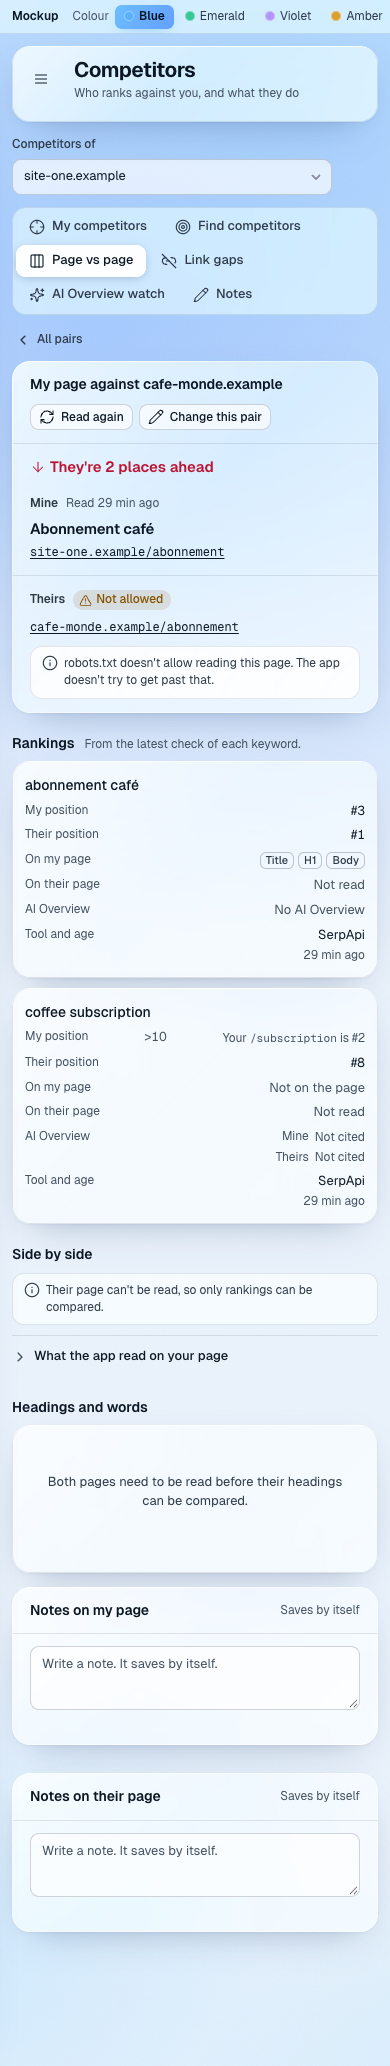 Mockup Colour Blue Emerald Violet Amber
Competitors
Who ranks against you, and what they do
Competitors of
site-one.example
My competitors Find competitors
Page vs page Link gaps
AI Overview watch Notes
All pairs
My page against cafe-monde.example
Read again Change this pair
They're 2 places ahead
Mine Read 29 min ago
Abonnement café
site-one.example/abonnement
Theirs Not allowed
cafe-monde.example/abonnement
robots.txt doesn't allow reading this page. The app
doesn't try to get past that.
Rankings From the latest check of each keyword.
abonnement café
My position #3
Their position #1
On my page Title H1 Body
On their page Not read
AI Overview No AI Overview
Tool and age SerpApi
29 min ago
coffee subscription
My position >10 Your /subscription is #2
Their position #8
On my page Not on the page
On their page Not read
AI Overview Mine Not cited
Theirs Not cited
Tool and age SerpApi
29 min ago
Side by side
Their page can't be read, so only rankings can be
compared.
What the app read on your page
Headings and words
Both pages need to be read before their headings
can be compared.
Notes on my page Saves by itself
Write a note. It saves by itself.
Notes on their page Saves by itself
Write a note. It saves by itself.